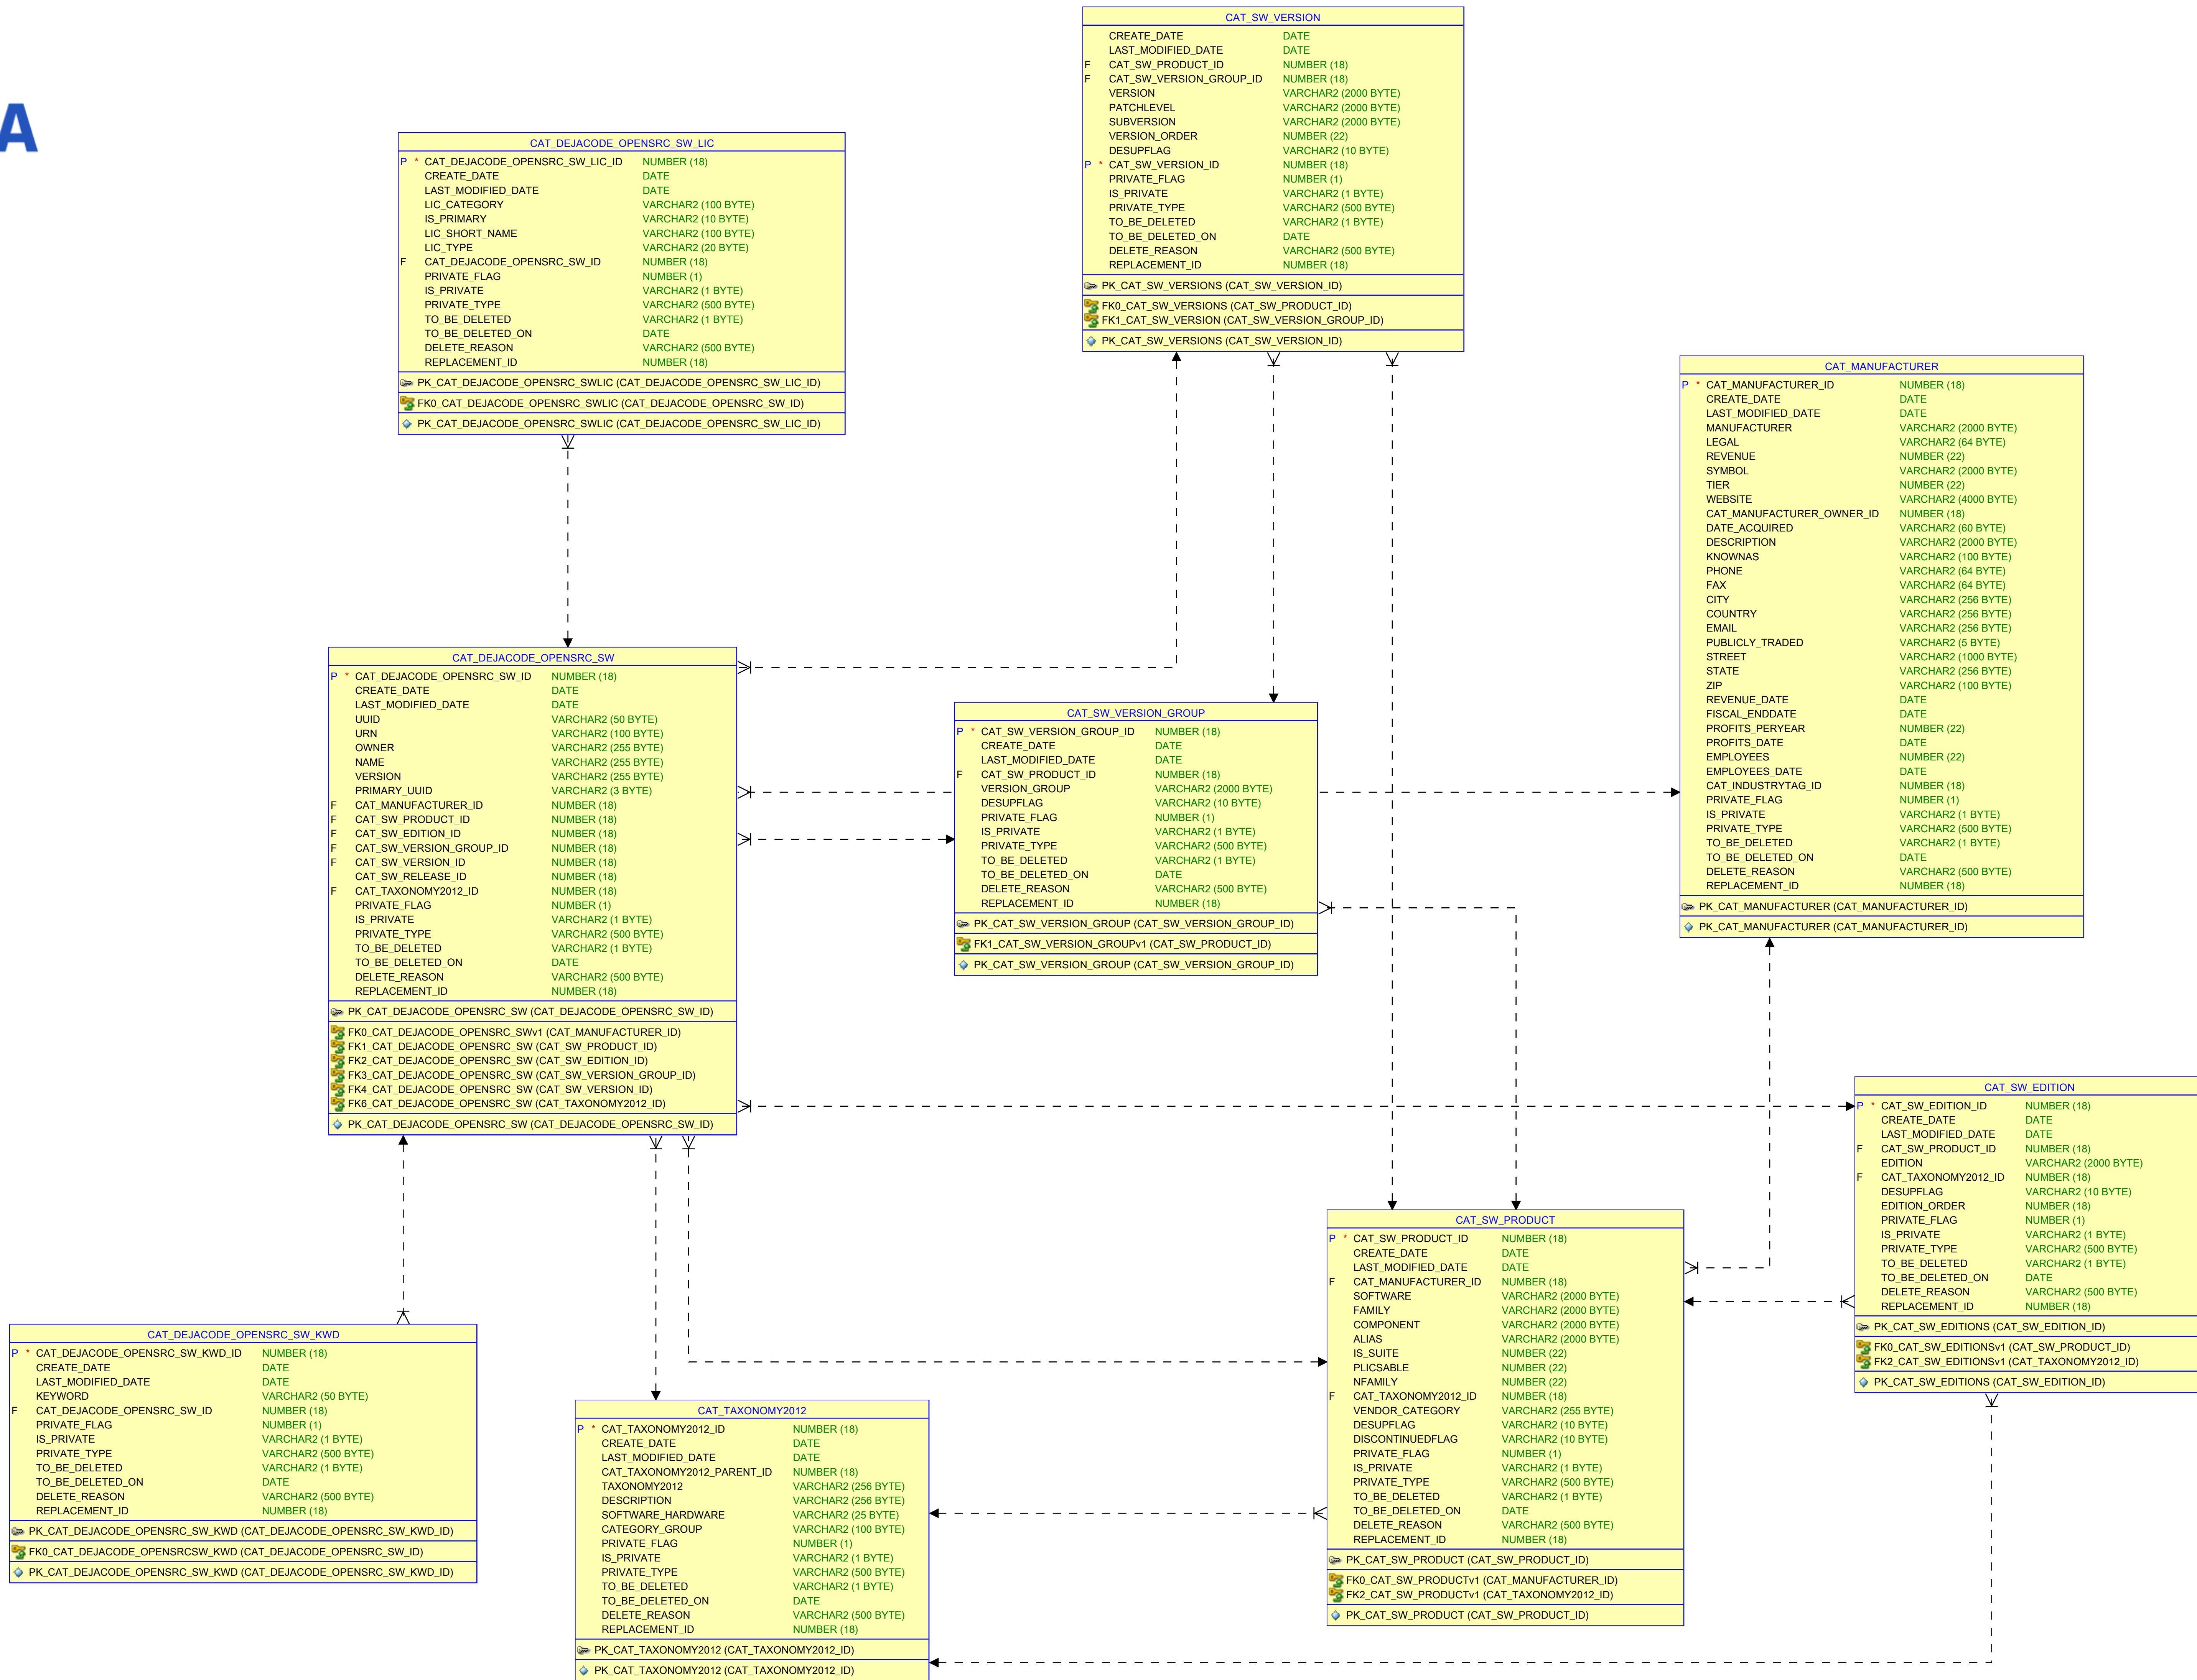 A
CAT_SW_VERSION
CREATE_DATE DATE
LAST_MODIFIED_DATE DATE
F CAT_SW_PRODUCT_ID NUMBER (18)
F CAT_SW_VERSION_GROUP_ID NUMBER (18)
VERSION VARCHAR2 (2000 BYTE)
PATCHLEVEL VARCHAR2 (2000 BYTE)
SUBVERSION VARCHAR2 (2000 BYTE)
VERSION_ORDER NUMBER (22)
DESUPFLAG VARCHAR2 (10 BYTE)
P * CAT_SW_VERSION_ID NUMBER (18)
PRIVATE_FLAG NUMBER (1)
IS_PRIVATE VARCHAR2 (1 BYTE)
PRIVATE_TYPE VARCHAR2 (500 BYTE)
TO_BE_DELETED VARCHAR2 (1 BYTE)
TO_BE_DELETED_ON DATE
DELETE_REASON VARCHAR2 (500 BYTE)
REPLACEMENT_ID NUMBER (18)
PK_CAT_SW_VERSIONS (CAT_SW_VERSION_ID)
FK0_CAT_SW_VERSIONS (CAT_SW_PRODUCT_ID)
FK1_CAT_SW_VERSION (CAT_SW_VERSION_GROUP_ID)
PK_CAT_SW_VERSIONS (CAT_SW_VERSION_ID)
CAT_DEJACODE_OPENSRC_SW_LIC
P * CAT_DEJACODE_OPENSRC_SW_LIC_ID NUMBER (18)
CREATE_DATE DATE
LAST_MODIFIED_DATE DATE
LIC_CATEGORY VARCHAR2 (100 BYTE)
IS_PRIMARY VARCHAR2 (10 BYTE)
LIC_SHORT_NAME VARCHAR2 (100 BYTE)
LIC_TYPE VARCHAR2 (20 BYTE)
F CAT_DEJACODE_OPENSRC_SW_ID NUMBER (18)
PRIVATE_FLAG NUMBER (1)
IS_PRIVATE VARCHAR2 (1 BYTE)
PRIVATE_TYPE VARCHAR2 (500 BYTE)
TO_BE_DELETED VARCHAR2 (1 BYTE)
TO_BE_DELETED_ON DATE
DELETE_REASON VARCHAR2 (500 BYTE)
REPLACEMENT_ID NUMBER (18)
PK_CAT_DEJACODE_OPENSRC_SWLIC (CAT_DEJACODE_OPENSRC_SW_LIC_ID)
FK0_CAT_DEJACODE_OPENSRC_SWLIC (CAT_DEJACODE_OPENSRC_SW_ID)
PK_CAT_DEJACODE_OPENSRC_SWLIC (CAT_DEJACODE_OPENSRC_SW_LIC_ID)
CAT_MANUFACTURER
P * CAT_MANUFACTURER_ID NUMBER (18)
CREATE_DATE DATE
LAST_MODIFIED_DATE DATE
MANUFACTURER VARCHAR2 (2000 BYTE)
LEGAL VARCHAR2 (64 BYTE)
REVENUE NUMBER (22)
SYMBOL VARCHAR2 (2000 BYTE)
TIER NUMBER (22)
WEBSITE VARCHAR2 (4000 BYTE)
CAT_MANUFACTURER_OWNER_ID NUMBER (18)
DATE_ACQUIRED VARCHAR2 (60 BYTE)
DESCRIPTION VARCHAR2 (2000 BYTE)
KNOWNAS VARCHAR2 (100 BYTE)
PHONE VARCHAR2 (64 BYTE)
FAX VARCHAR2 (64 BYTE)
CITY VARCHAR2 (256 BYTE)
COUNTRY VARCHAR2 (256 BYTE)
EMAIL VARCHAR2 (256 BYTE)
PUBLICLY_TRADED VARCHAR2 (5 BYTE)
STREET VARCHAR2 (1000 BYTE)
STATE VARCHAR2 (256 BYTE)
ZIP VARCHAR2 (100 BYTE)
REVENUE_DATE DATE
FISCAL_ENDDATE DATE
PROFITS_PERYEAR NUMBER (22)
PROFITS_DATE DATE
EMPLOYEES NUMBER (22)
EMPLOYEES_DATE DATE
CAT_INDUSTRYTAG_ID NUMBER (18)
PRIVATE_FLAG NUMBER (1)
IS_PRIVATE VARCHAR2 (1 BYTE)
PRIVATE_TYPE VARCHAR2 (500 BYTE)
TO_BE_DELETED VARCHAR2 (1 BYTE)
TO_BE_DELETED_ON DATE
DELETE_REASON VARCHAR2 (500 BYTE)
REPLACEMENT_ID NUMBER (18)
PK_CAT_MANUFACTURER (CAT_MANUFACTURER_ID)
PK_CAT_MANUFACTURER (CAT_MANUFACTURER_ID)
CAT_DEJACODE_OPENSRC_SW
P * CAT_DEJACODE_OPENSRC_SW_ID NUMBER (18)
CREATE_DATE DATE
LAST_MODIFIED_DATE DATE
UUID VARCHAR2 (50 BYTE)
URN VARCHAR2 (100 BYTE)
OWNER VARCHAR2 (255 BYTE)
NAME VARCHAR2 (255 BYTE)
VERSION VARCHAR2 (255 BYTE)
PRIMARY_UUID VARCHAR2 (3 BYTE)
F CAT_MANUFACTURER_ID NUMBER (18)
F CAT_SW_PRODUCT_ID NUMBER (18)
F CAT_SW_EDITION_ID NUMBER (18)
F CAT_SW_VERSION_GROUP_ID NUMBER (18)
F CAT_SW_VERSION_ID NUMBER (18)
CAT_SW_RELEASE_ID NUMBER (18)
F CAT_TAXONOMY2012_ID NUMBER (18)
PRIVATE_FLAG NUMBER (1)
IS_PRIVATE VARCHAR2 (1 BYTE)
PRIVATE_TYPE VARCHAR2 (500 BYTE)
TO_BE_DELETED VARCHAR2 (1 BYTE)
TO_BE_DELETED_ON DATE
DELETE_REASON VARCHAR2 (500 BYTE)
REPLACEMENT_ID NUMBER (18)
PK_CAT_DEJACODE_OPENSRC_SW (CAT_DEJACODE_OPENSRC_SW_ID)
FK0_CAT_DEJACODE_OPENSRC_SWv1 (CAT_MANUFACTURER_ID)
FK1_CAT_DEJACODE_OPENSRC_SW (CAT_SW_PRODUCT_ID)
FK2_CAT_DEJACODE_OPENSRC_SW (CAT_SW_EDITION_ID)
FK3_CAT_DEJACODE_OPENSRC_SW (CAT_SW_VERSION_GROUP_ID)
FK4_CAT_DEJACODE_OPENSRC_SW (CAT_SW_VERSION_ID)
FK6_CAT_DEJACODE_OPENSRC_SW (CAT_TAXONOMY2012_ID)
PK_CAT_DEJACODE_OPENSRC_SW (CAT_DEJACODE_OPENSRC_SW_ID)
CAT_SW_VERSION_GROUP
P * CAT_SW_VERSION_GROUP_ID NUMBER (18)
CREATE_DATE DATE
LAST_MODIFIED_DATE DATE
F CAT_SW_PRODUCT_ID NUMBER (18)
VERSION_GROUP VARCHAR2 (2000 BYTE)
DESUPFLAG VARCHAR2 (10 BYTE)
PRIVATE_FLAG NUMBER (1)
IS_PRIVATE VARCHAR2 (1 BYTE)
PRIVATE_TYPE VARCHAR2 (500 BYTE)
TO_BE_DELETED VARCHAR2 (1 BYTE)
TO_BE_DELETED_ON DATE
DELETE_REASON VARCHAR2 (500 BYTE)
REPLACEMENT_ID NUMBER (18)
PK_CAT_SW_VERSION_GROUP (CAT_SW_VERSION_GROUP_ID)
FK1_CAT_SW_VERSION_GROUPv1 (CAT_SW_PRODUCT_ID)
PK_CAT_SW_VERSION_GROUP (CAT_SW_VERSION_GROUP_ID)
CAT_SW_EDITION
P * CAT_SW_EDITION_ID NUMBER (18)
CREATE_DATE DATE
LAST_MODIFIED_DATE DATE
F CAT_SW_PRODUCT_ID NUMBER (18)
EDITION VARCHAR2 (2000 BYTE)
F CAT_TAXONOMY2012_ID NUMBER (18)
DESUPFLAG VARCHAR2 (10 BYTE)
EDITION_ORDER NUMBER (18)
PRIVATE_FLAG NUMBER (1)
IS_PRIVATE VARCHAR2 (1 BYTE)
PRIVATE_TYPE VARCHAR2 (500 BYTE)
TO_BE_DELETED VARCHAR2 (1 BYTE)
TO_BE_DELETED_ON DATE
DELETE_REASON VARCHAR2 (500 BYTE)
REPLACEMENT_ID NUMBER (18)
PK_CAT_SW_EDITIONS (CAT_SW_EDITION_ID)
FK0_CAT_SW_EDITIONSv1 (CAT_SW_PRODUCT_ID)
FK2_CAT_SW_EDITIONSv1 (CAT_TAXONOMY2012_ID)
PK_CAT_SW_EDITIONS (CAT_SW_EDITION_ID)
CAT_SW_PRODUCT
P * CAT_SW_PRODUCT_ID NUMBER (18)
CREATE_DATE DATE
LAST_MODIFIED_DATE DATE
F CAT_MANUFACTURER_ID NUMBER (18)
SOFTWARE VARCHAR2 (2000 BYTE)
FAMILY VARCHAR2 (2000 BYTE)
COMPONENT VARCHAR2 (2000 BYTE)
ALIAS VARCHAR2 (2000 BYTE)
IS_SUITE NUMBER (22)
PLICSABLE NUMBER (22)
NFAMILY NUMBER (22)
F CAT_TAXONOMY2012_ID NUMBER (18)
VENDOR_CATEGORY VARCHAR2 (255 BYTE)
DESUPFLAG VARCHAR2 (10 BYTE)
DISCONTINUEDFLAG VARCHAR2 (10 BYTE)
PRIVATE_FLAG NUMBER (1)
IS_PRIVATE VARCHAR2 (1 BYTE)
PRIVATE_TYPE VARCHAR2 (500 BYTE)
TO_BE_DELETED VARCHAR2 (1 BYTE)
TO_BE_DELETED_ON DATE
DELETE_REASON VARCHAR2 (500 BYTE)
REPLACEMENT_ID NUMBER (18)
PK_CAT_SW_PRODUCT (CAT_SW_PRODUCT_ID)
FK0_CAT_SW_PRODUCTv1 (CAT_MANUFACTURER_ID)
FK2_CAT_SW_PRODUCTv1 (CAT_TAXONOMY2012_ID)
PK_CAT_SW_PRODUCT (CAT_SW_PRODUCT_ID)
CAT_DEJACODE_OPENSRC_SW_KWD
P * CAT_DEJACODE_OPENSRC_SW_KWD_ID NUMBER (18)
CREATE_DATE DATE
LAST_MODIFIED_DATE DATE
KEYWORD VARCHAR2 (50 BYTE)
F CAT_DEJACODE_OPENSRC_SW_ID NUMBER (18)
PRIVATE_FLAG NUMBER (1)
IS_PRIVATE VARCHAR2 (1 BYTE)
PRIVATE_TYPE VARCHAR2 (500 BYTE)
TO_BE_DELETED VARCHAR2 (1 BYTE)
TO_BE_DELETED_ON DATE
DELETE_REASON VARCHAR2 (500 BYTE)
REPLACEMENT_ID NUMBER (18)
PK_CAT_DEJACODE_OPENSRC_SW_KWD (CAT_DEJACODE_OPENSRC_SW_KWD_ID)
FK0_CAT_DEJACODE_OPENSRCSW_KWD (CAT_DEJACODE_OPENSRC_SW_ID)
PK_CAT_DEJACODE_OPENSRC_SW_KWD (CAT_DEJACODE_OPENSRC_SW_KWD_ID)
CAT_TAXONOMY2012
P * CAT_TAXONOMY2012_ID NUMBER (18)
CREATE_DATE DATE
LAST_MODIFIED_DATE DATE
CAT_TAXONOMY2012_PARENT_ID NUMBER (18)
TAXONOMY2012 VARCHAR2 (256 BYTE)
DESCRIPTION VARCHAR2 (256 BYTE)
SOFTWARE_HARDWARE VARCHAR2 (25 BYTE)
CATEGORY_GROUP VARCHAR2 (100 BYTE)
PRIVATE_FLAG NUMBER (1)
IS_PRIVATE VARCHAR2 (1 BYTE)
PRIVATE_TYPE VARCHAR2 (500 BYTE)
TO_BE_DELETED VARCHAR2 (1 BYTE)
TO_BE_DELETED_ON DATE
DELETE_REASON VARCHAR2 (500 BYTE)
REPLACEMENT_ID NUMBER (18)
PK_CAT_TAXONOMY2012 (CAT_TAXONOMY2012_ID)
PK_CAT_TAXONOMY2012 (CAT_TAXONOMY2012_ID)